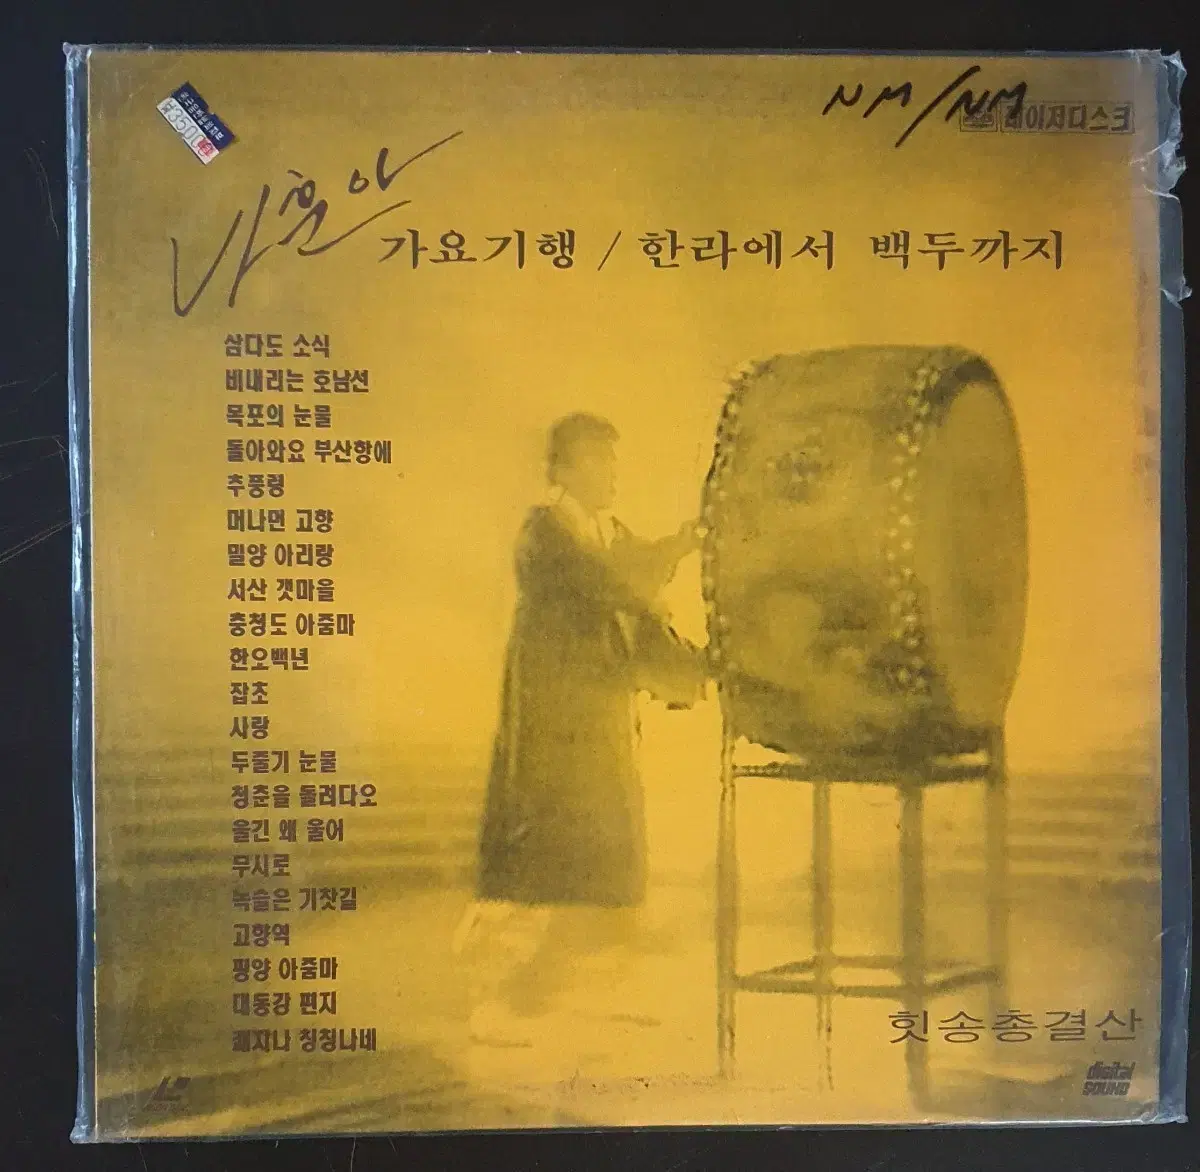 NM/NM
레이저디스크
₩3500
나훈아
가요기행 / 한라에서 백두까지
삼다도 소식
비내리는 호남선
목포의 눈물
돌아와요 부산항에
추풍령
머나먼 고향
밀양 아리랑
서산 갯마을
충청도 아줌마
한오백년
잡초
사랑
두줄기 눈물
청춘을 돌려다오
울긴 왜 울어
무시로
녹슬은 기찻길
고향역
평양 아줌마
대동강 편지
쾌지나 칭칭나네
힛송총결산
digital
SOUND